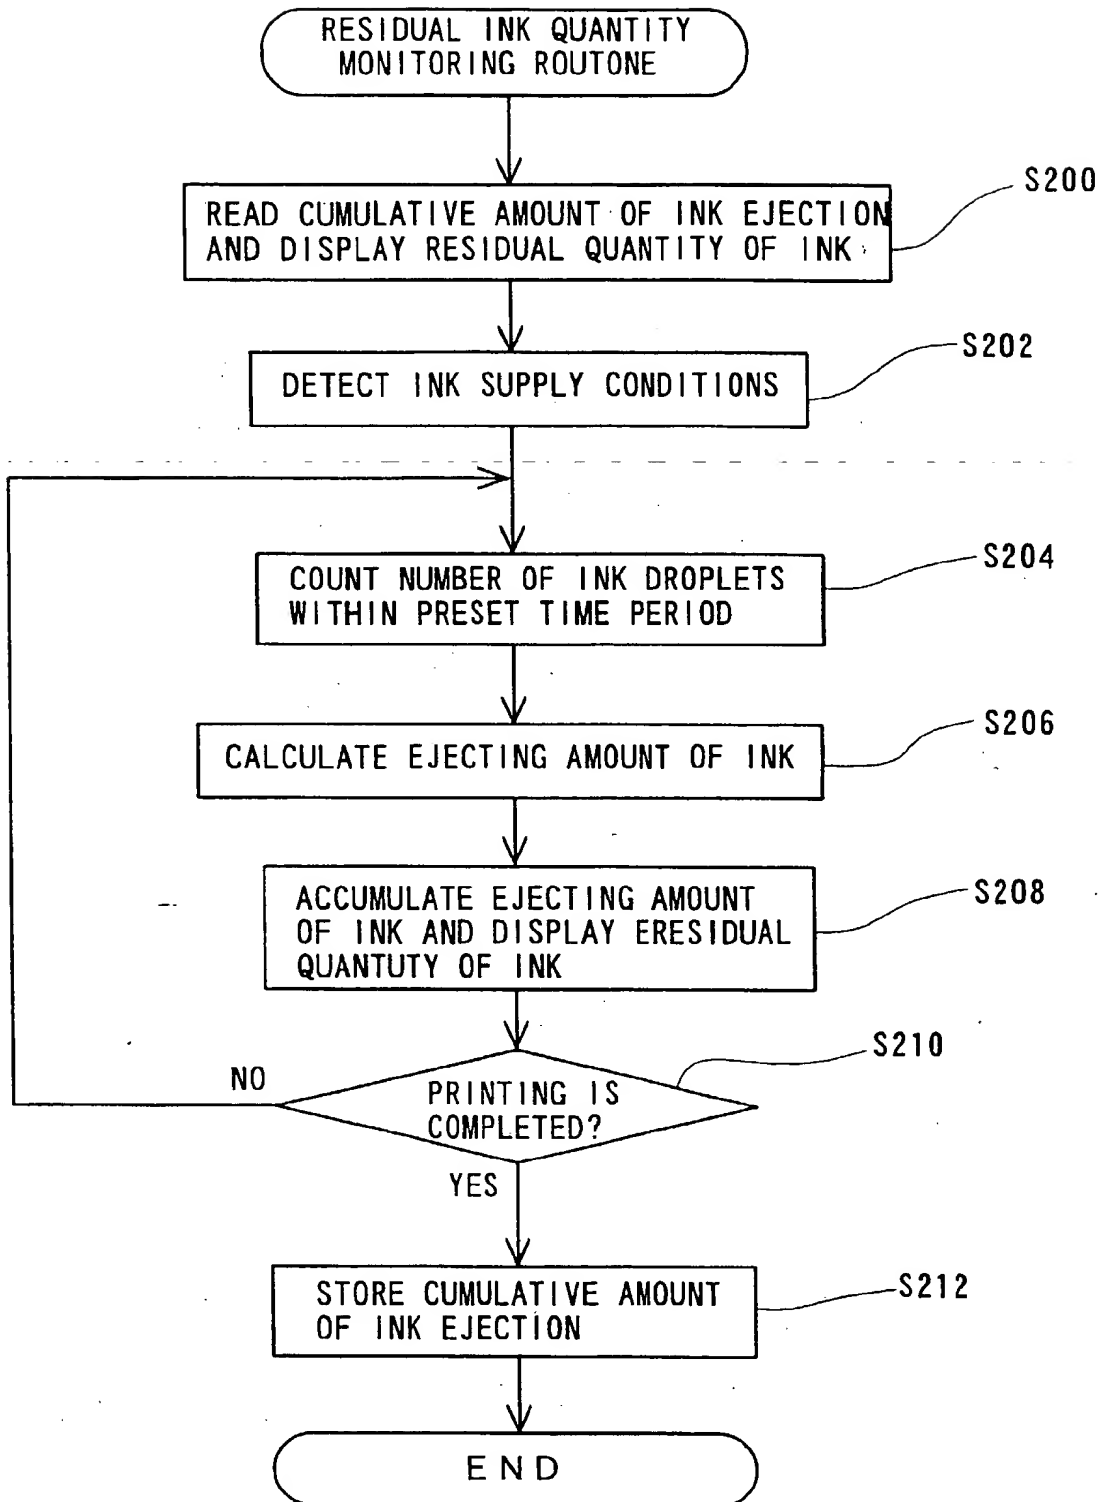 RESIDUAL INK QUANTITY
MONITORING ROUTONE
S200
READ CUMULATIVE AMOUNT OF INK EJECTION
AND DISPLAY RESIDUAL QUANTITY OF INK
S202
DETECT INK SUPPLY CONDITIONS
S204
COUNT NUMBER OF INK DROPLETS
WITHIN PRESET TIME PERIOD
S206
CALCULATE EJECTING AMOUNT OF INK
S208
ACCUMULATE EJECTING AMOUNT
OF INK AND DISPLAY ERESIDUAL
QUANTUTY OF INK
S210
NO
PRINTING IS
COMPLETED?
YES
S212
STORE CUMULATIVE AMOUNT
OF INK EJECTION
END